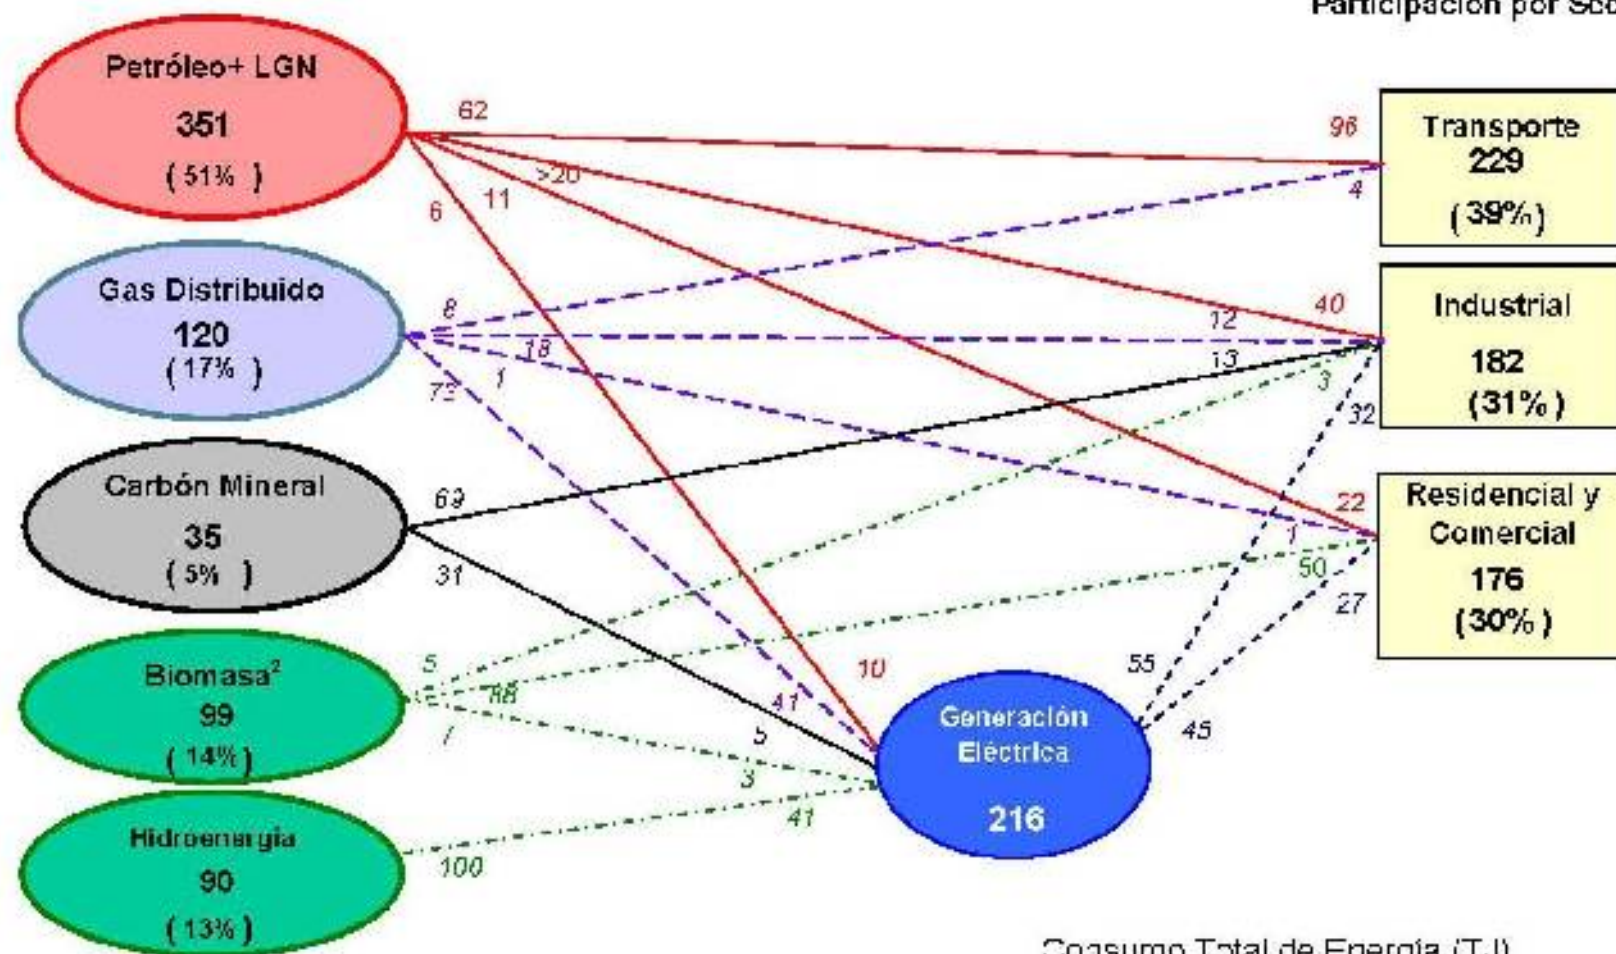 Participación por Sec
Petróleo+ LGN
351
( 51% )
62
>20
11
6
96
Transporte
229
(39%)
4
Gas Distribuido
120
( 17% )
8
18
1
73
40
12
13
3
32
Industrial
182
(31%)
Carbón Mineral
35
( 5% )
69
31
22
1
50
27
Residencial y
Comercial
176
(30%)
Biomasa²
99
( 14%)
5
88
7
10
41
5
3
41
Generación
Eléctrica
216
55
45
Hidroenergía
90
( 13%)
100
Consumo Total de Energía (TJ)